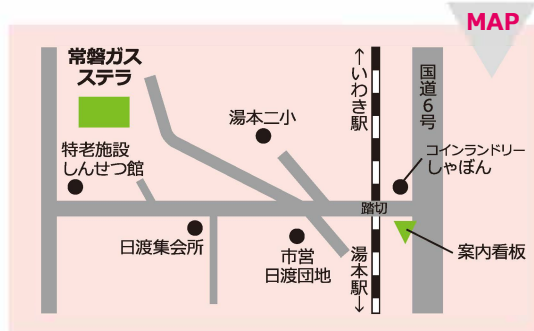 MAP
常磐ガス
ステラ
↑いわき駅
国道6号
湯本二小
特老施設
しんせつ館
コインランドリー
しゃぼん
踏切
日渡集会所
市営
日渡団地
湯本駅↓
案内看板